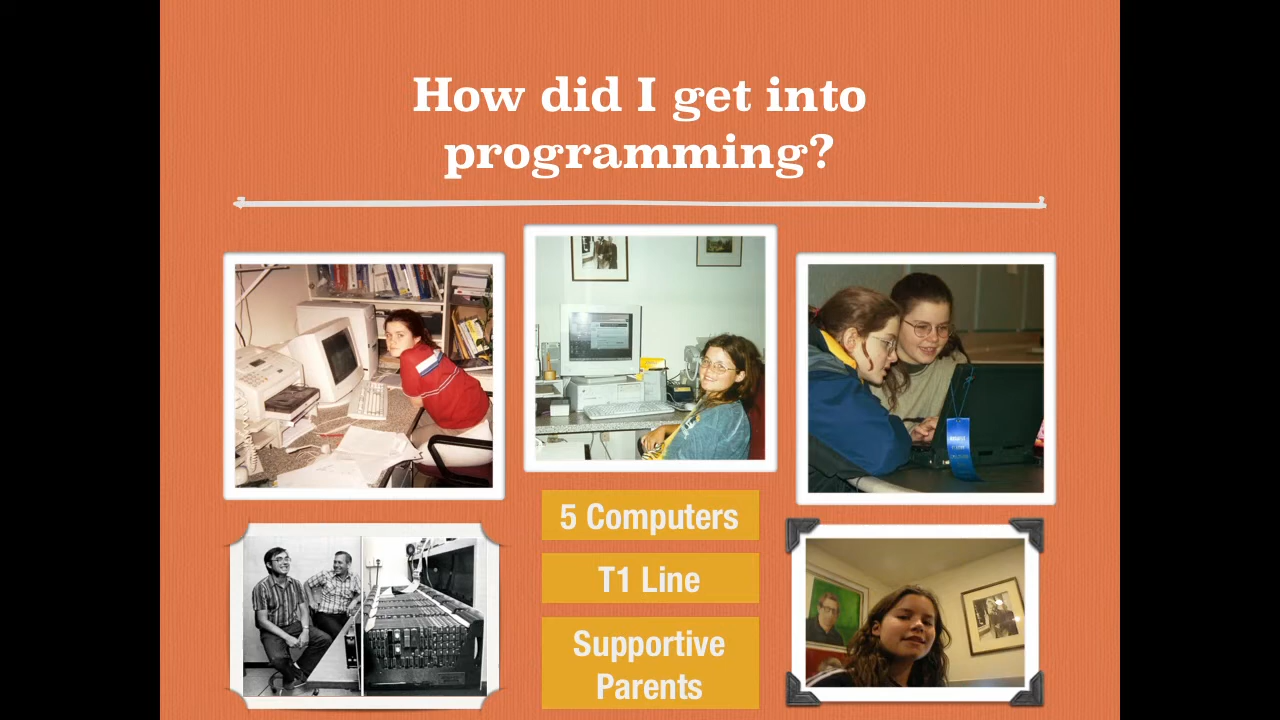 How did I get into
programming?
5 Computers
T1 Line
Supportive
Parents